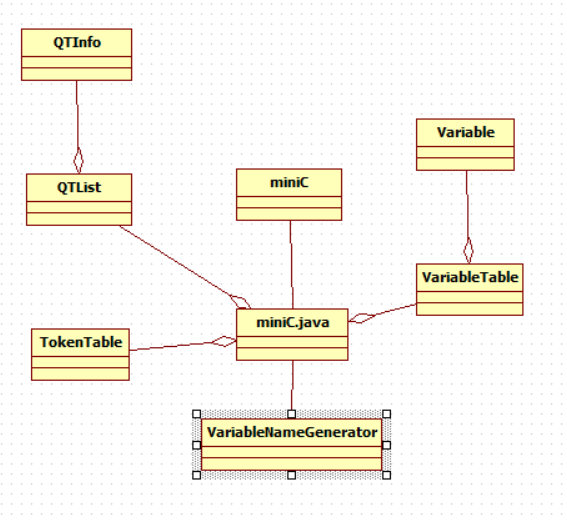 QTInfo
Variable
QTList
miniC
VariableTable
miniC.java
TokenTable
VariableNameGenerator